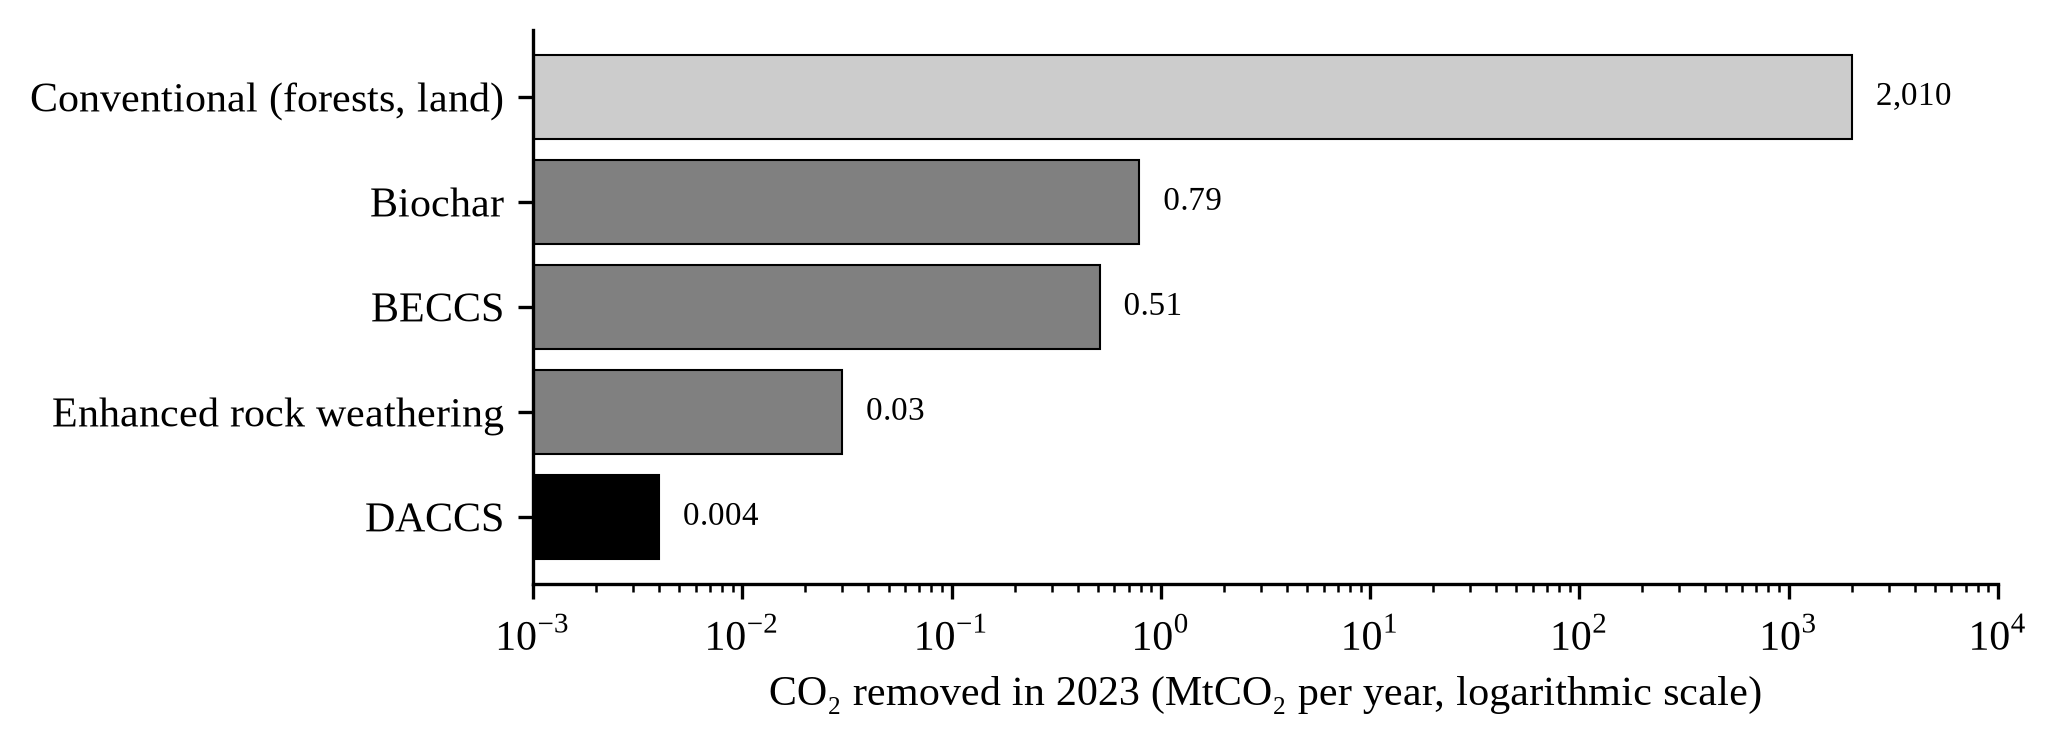 Conventional (forests, land) 2,010
Biochar 0.79
BECCS 0.51
Enhanced rock weathering 0.03
DACCS 0.004
10⁻³ 10⁻² 10⁻¹ 10⁰ 10¹ 10² 10³ 10⁴
CO₂ removed in 2023 (MtCO₂ per year, logarithmic scale)